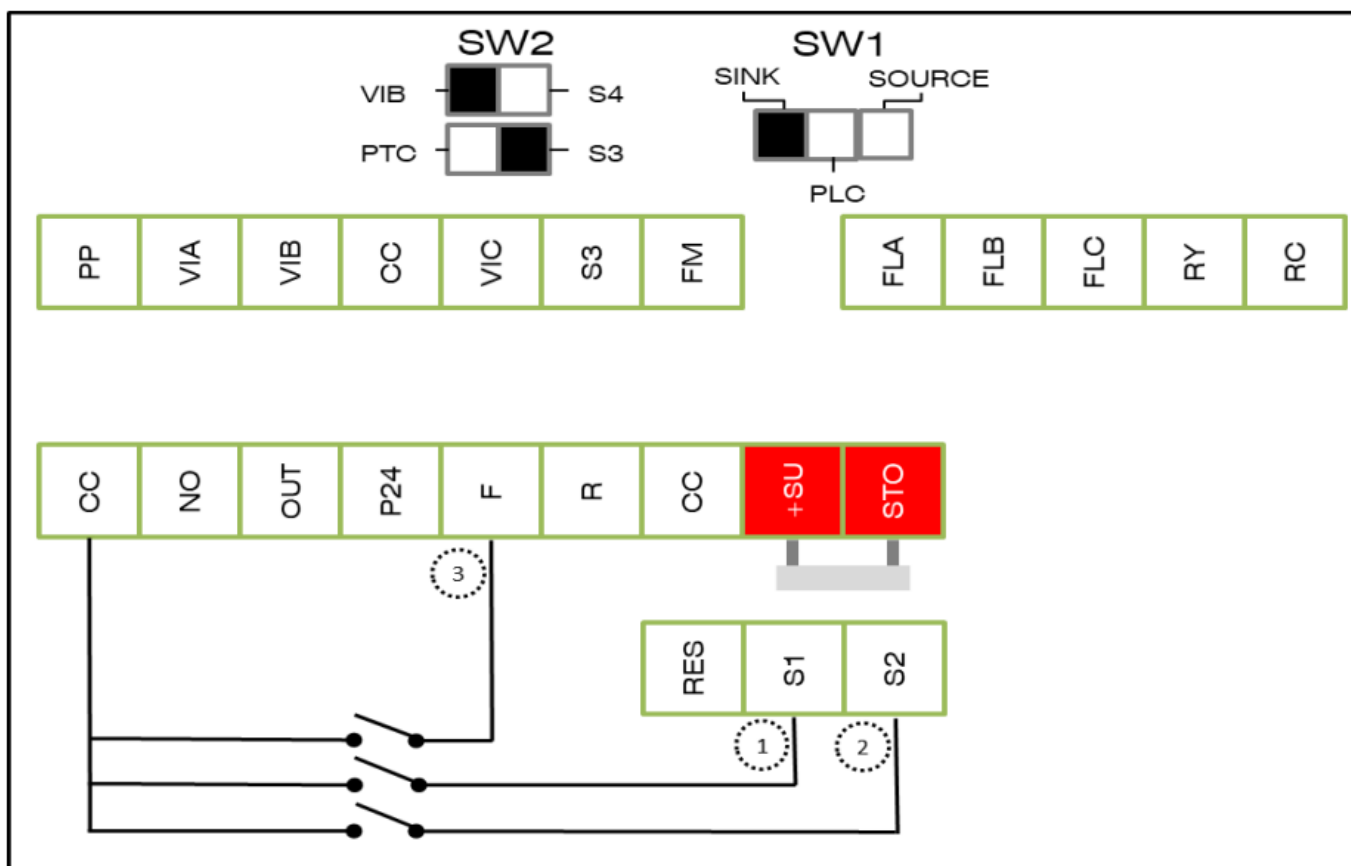 SW2
SW1
SINK
SOURCE
VIB
S4
PTC
S3
PLC
PP
VIA
VIB
CC
VIC
S3
FM
FLA
FLB
FLC
RY
RC
CC
NO
OUT
P24
F
R
CC
+SU
STO
3
RES
S1
S2
1
2